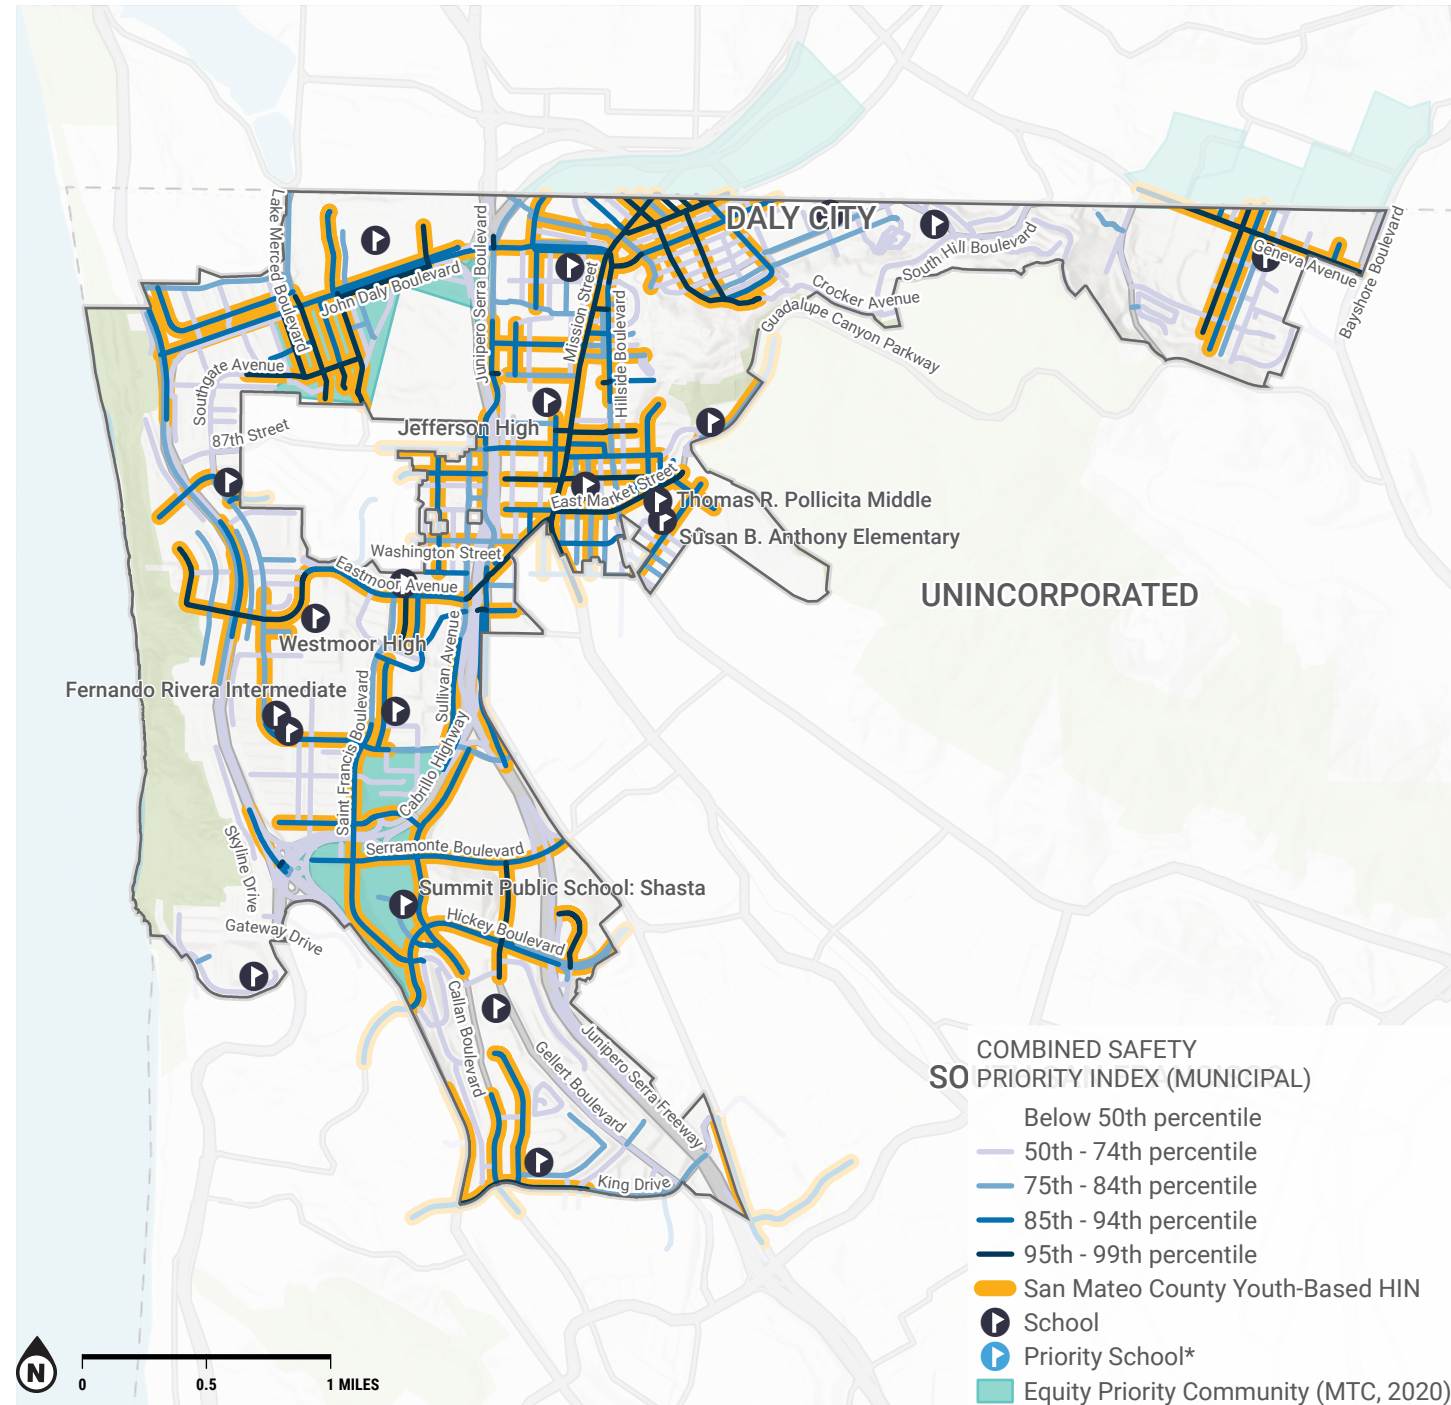 DALY CITY
Lake Merced Boulevard
John Daly Boulevard
Junipero Serra Boulevard
Mission Street
Hillside Boulevard
South Hill Boulevard
Crocker Avenue
Guadalupe Canyon Parkway
Geneva Avenue
Bayshore Boulevard
Southgate Avenue
87th Street
Jefferson High
East Market Street
Thomas R. Pollicita Middle
Susan B. Anthony Elementary
Washington Street
Eastmoor Avenue
UNINCORPORATED
Westmoor High
Sullivan Avenue
Fernando Rivera Intermediate
Saint Francis Boulevard
Cabrillo Highway
Skyline Drive
Serramonte Boulevard
Summit Public School: Shasta
Hickey Boulevard
Gateway Drive
Callan Boulevard
Gellert Boulevard
Junipero Serra Freeway
King Drive
SO
COMBINED SAFETY
PRIORITY INDEX (MUNICIPAL)
Below 50th percentile
50th - 74th percentile
75th - 84th percentile
85th - 94th percentile
95th - 99th percentile
San Mateo County Youth-Based HIN
School
Priority School*
Equity Priority Community (MTC, 2020)
N
0 0.5 1 MILES